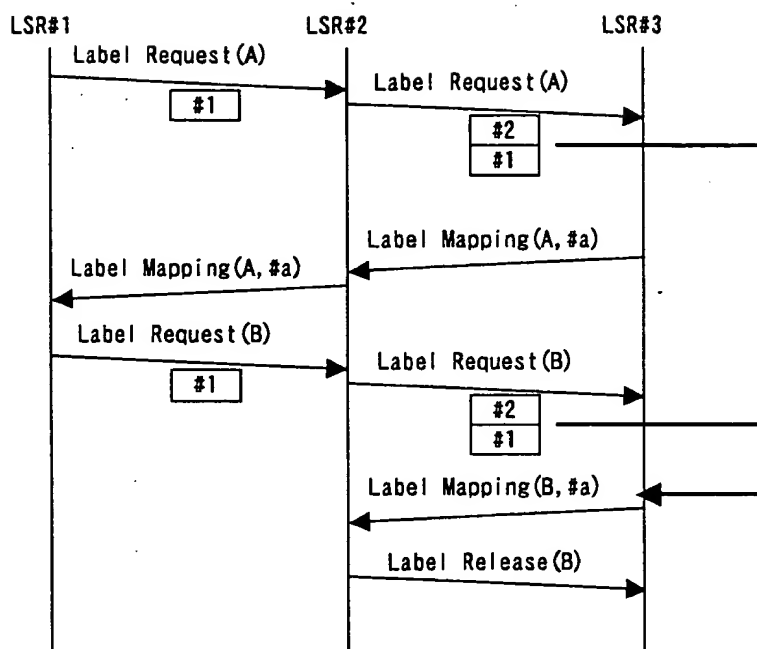 LSR#1 LSR#2 LSR#3
Label Request(A)
Label Request(A)
#1
#2
#1
Label Mapping(A,#a)
Label Mapping(A,#a)
Label Request(B)
Label Request(B)
#1
#2
#1
Label Mapping(B,#a)
Label Release(B)